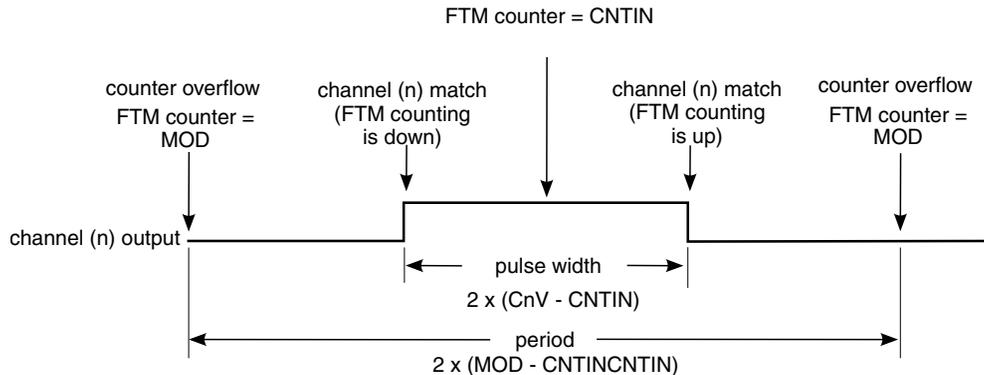 FTM counter = CNTIN
counter overflow
FTM counter =
MOD
channel (n) match
(FTM counting
is down)
channel (n) match
(FTM counting
is up)
counter overflow
FTM counter =
MOD
channel (n) output
pulse width
2 x (CnV - CNTIN)
period
2 x (MOD - CNTINCNTIN)